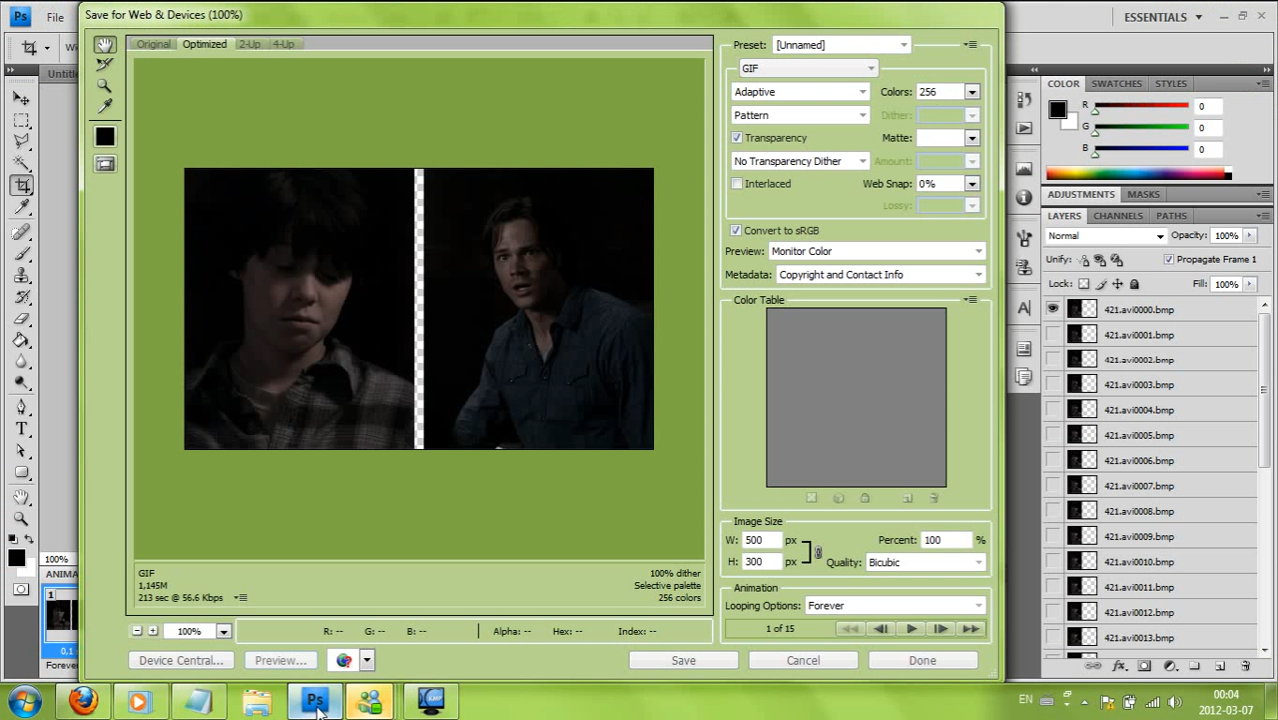 Save for Web & Devices (100%)
Ps
File
ESSENTIALS
Original
Optimized
2-Up
4-Up
Preset:
[Unnamed]
GIF
Adaptive
Colors:
256
Pattern
Dither:
Transparency
Matte:
No Transparency Dither
Amount:
Interlaced
Web Snap:
0%
Lossy:
Convert to sRGB
Preview:
Monitor Color
Metadata:
Copyright and Contact Info
Color Table
Image Size
W:
500
px
Percent:
100
%
H:
300
px
Quality:
Bicubic
Animation
Looping Options:
Forever
1 of 15
GIF
1,145M
213 sec @ 56.6 Kbps
100% dither
Selective palette
256 colors
100%
R: --
G: --
B: --
Alpha: --
Hex: --
Index: --
Device Central...
Preview...
Save
Cancel
Done
Untitl
100%
ANIMA
1
0,1
Forever
COLOR
SWATCHES
STYLES
R
0
G
0
B
0
ADJUSTMENTS
MASKS
LAYERS
CHANNELS
PATHS
Normal
Opacity:
100%
Unify:
Propagate Frame 1
Lock:
Fill:
100%
421.avi0000.bmp
421.avi0001.bmp
421.avi0002.bmp
421.avi0003.bmp
421.avi0004.bmp
421.avi0005.bmp
421.avi0006.bmp
421.avi0007.bmp
421.avi0008.bmp
421.avi0009.bmp
421.avi0010.bmp
421.avi0011.bmp
421.avi0012.bmp
421.avi0013.bmp
Ps
EN
00:04
2012-03-07